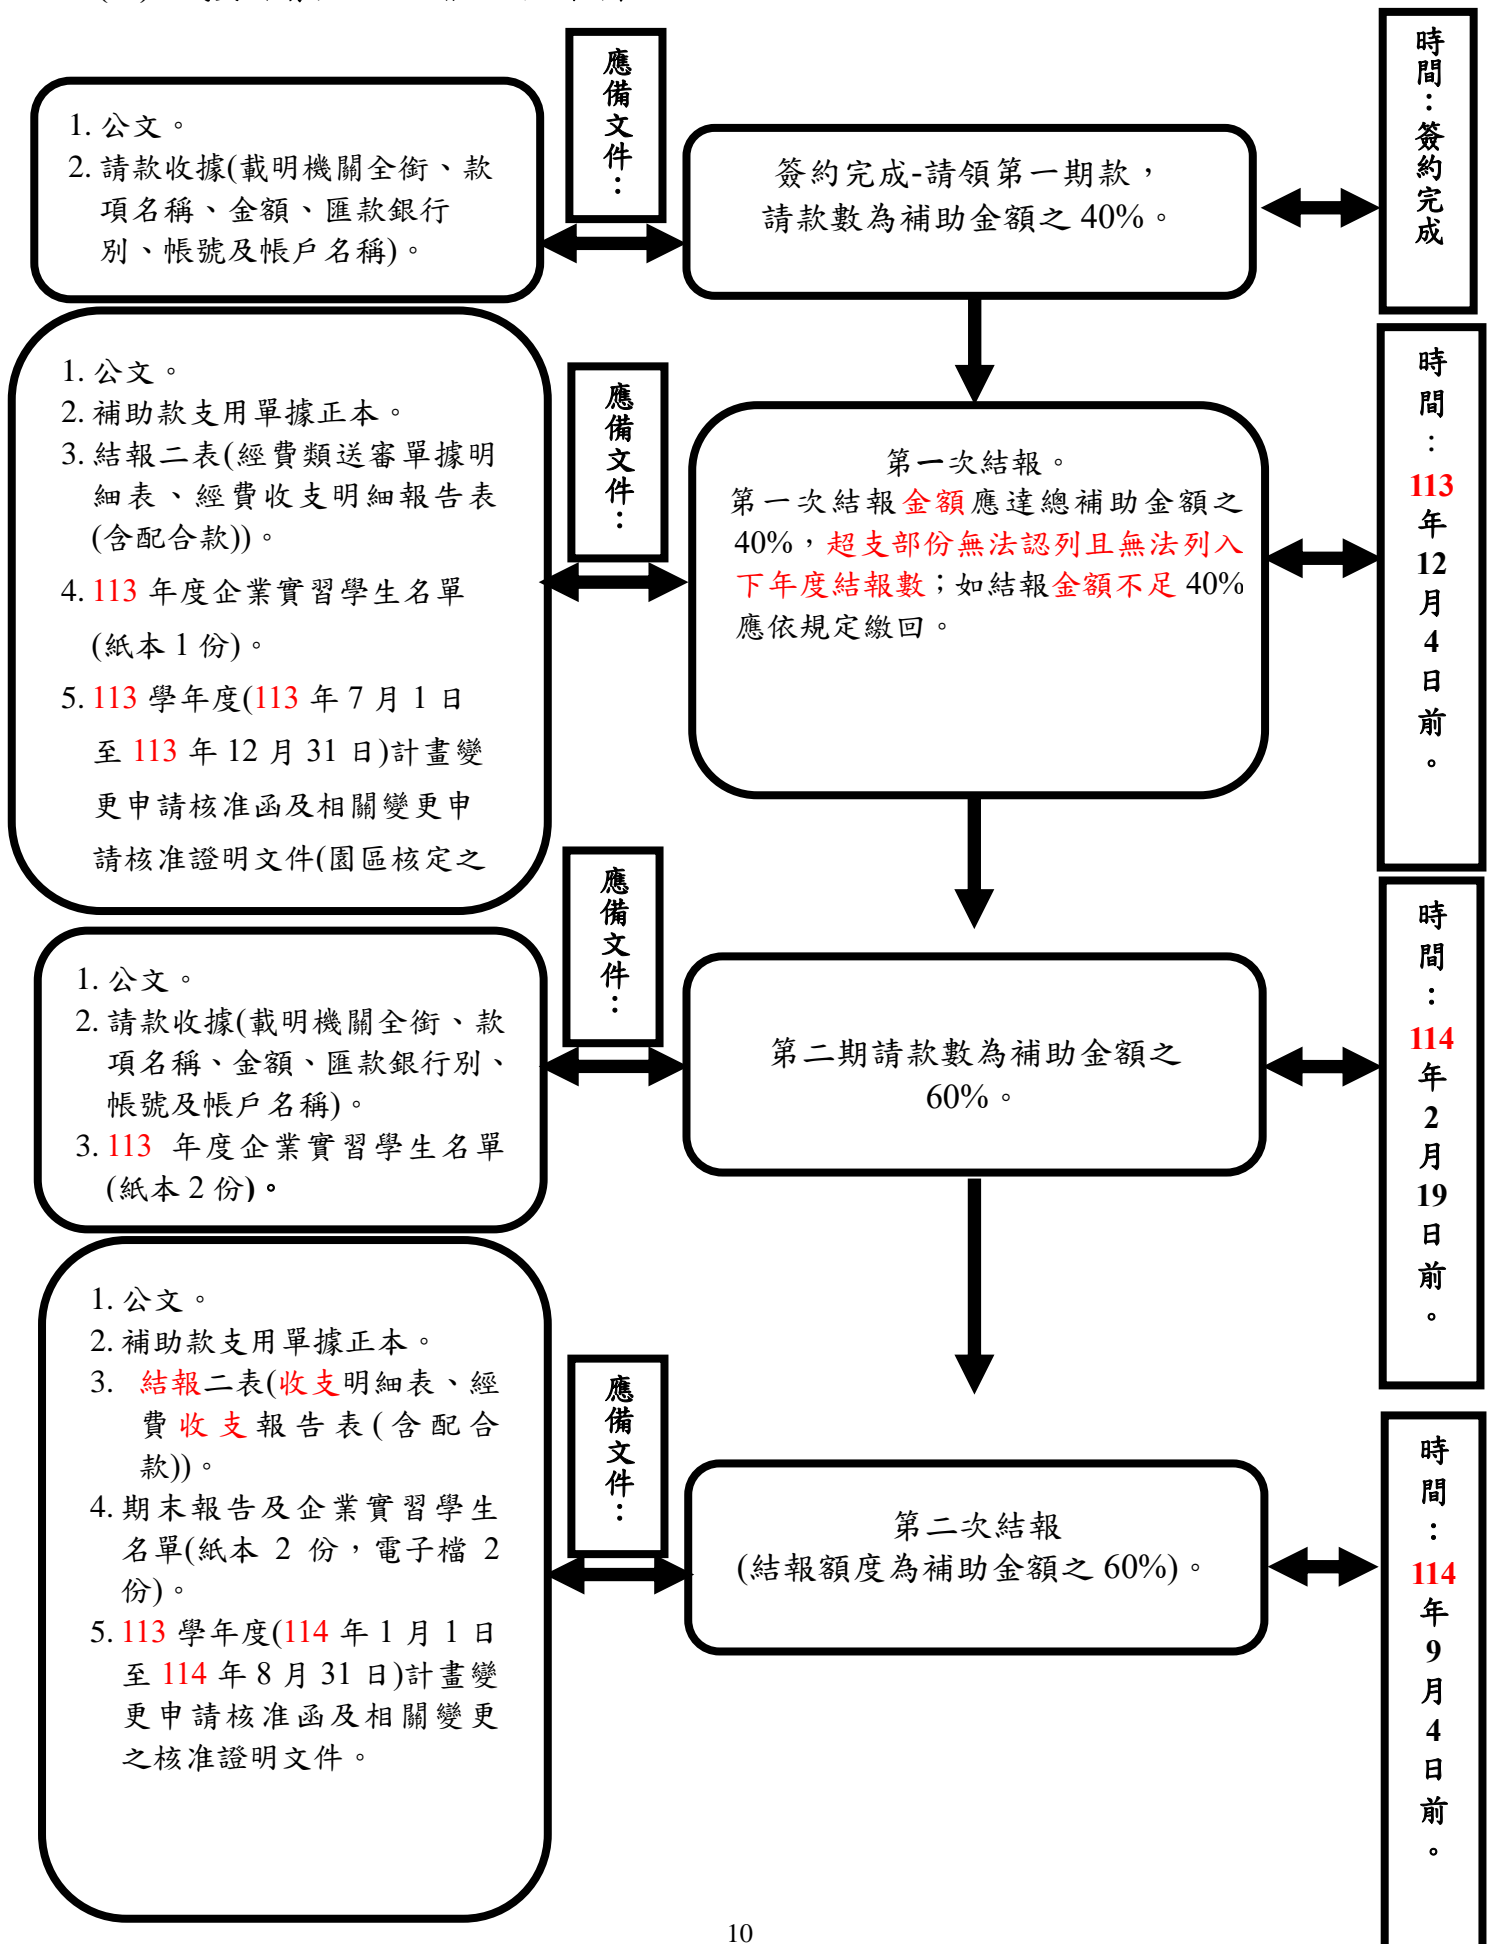 應備文件：
時間：簽約完成
1. 公文。
2. 請款收據(載明機關全銜、款
項名稱、金額、匯款銀行
別、帳號及帳戶名稱)。
簽約完成-請領第一期款，
請款數為補助金額之 40%。
應備文件：
時間：113年12月4日前。
1. 公文。
2. 補助款支用單據正本。
3. 結報二表(經費類送審單據明
細表、經費收支明細報告表
(含配合款))。
4. 113 年度企業實習學生名單
(紙本 1 份)。
5. 113 學年度(113 年 7 月 1 日
至 113 年 12 月 31 日)計畫變
更申請核准函及相關變更申
請核准證明文件(園區核定之
第一次結報。
第一次結報金額應達總補助金額之
40%，超支部份無法認列且無法列入
下年度結報數；如結報金額不足 40%
應依規定繳回。
應備文件：
時間：114年2月19日前。
1. 公文。
2. 請款收據(載明機關全銜、款
項名稱、金額、匯款銀行別、
帳號及帳戶名稱)。
3. 113 年度企業實習學生名單
(紙本 2 份)。
第二期請款數為補助金額之
60%。
應備文件：
時間：114年9月4日前。
1. 公文。
2. 補助款支用單據正本。
3. 結報二表(收支明細表、經
費收支報告表(含配合
款))。
4. 期末報告及企業實習學生
名單(紙本 2 份，電子檔 2
份)。
5. 113 學年度(114 年 1 月 1 日
至 114 年 8 月 31 日)計畫變
更申請核准函及相關變更
之核准證明文件。
第二次結報
(結報額度為補助金額之 60%)。
10